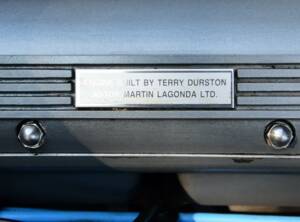 BUILT BY TERRY DURSTON
MARTIN LAGONDA LTD.